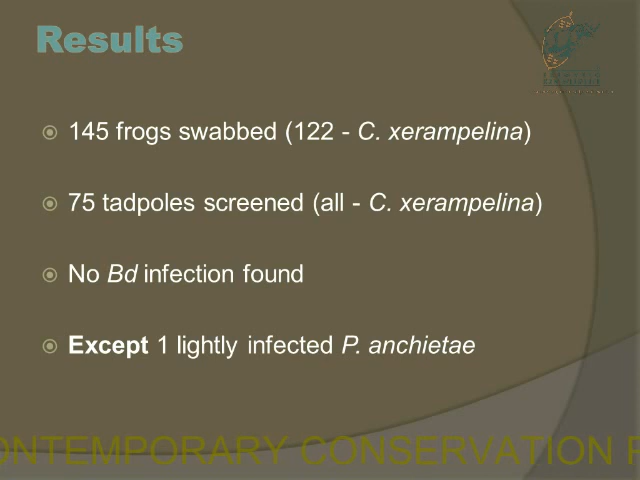 Results
145 frogs swabbed (122 - C. xerampelina)
75 tadpoles screened (all - C. xerampelina)
No Bd infection found
Except 1 lightly infected P. anchietae
CONTEMPORARY CONSERVATION